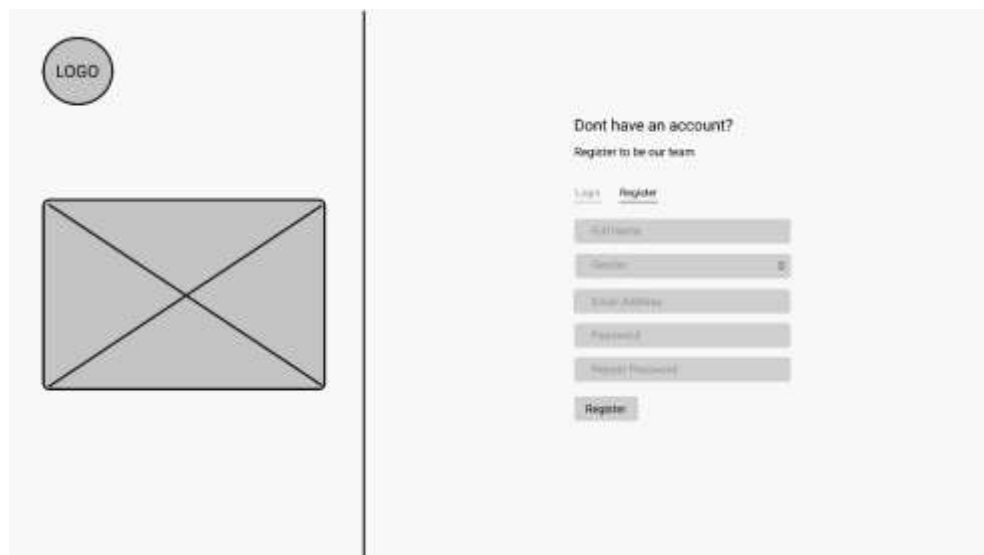 LOGO
Dont have an account?
Register to be our team
Login Register
Full Name
Gender
Email Address
Password
Repeat Password
Register